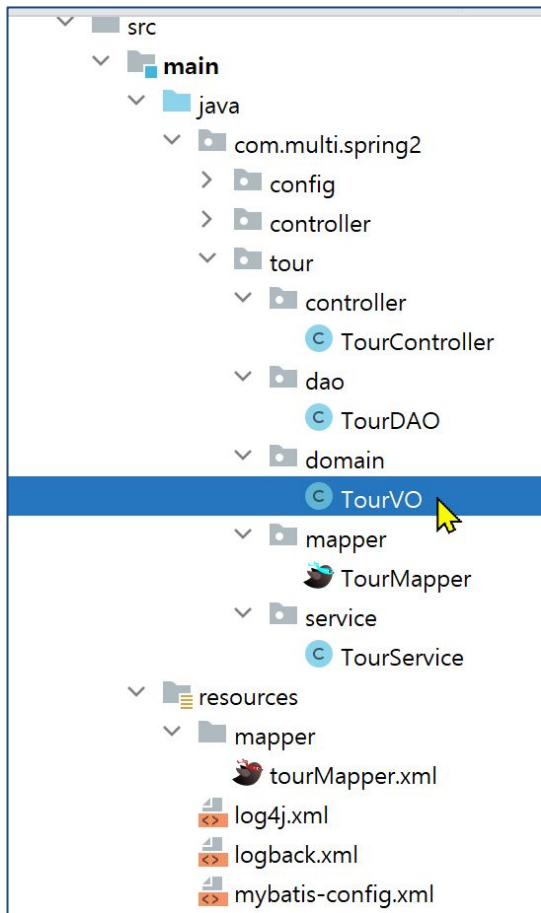 src
main
java
com.multi.spring2
config
controller
tour
controller
C TourController
dao
C TourDAO
domain
C TourVO
mapper
TourMapper
service
C TourService
resources
mapper
tourMapper.xml
log4j.xml
logback.xml
mybatis-config.xml